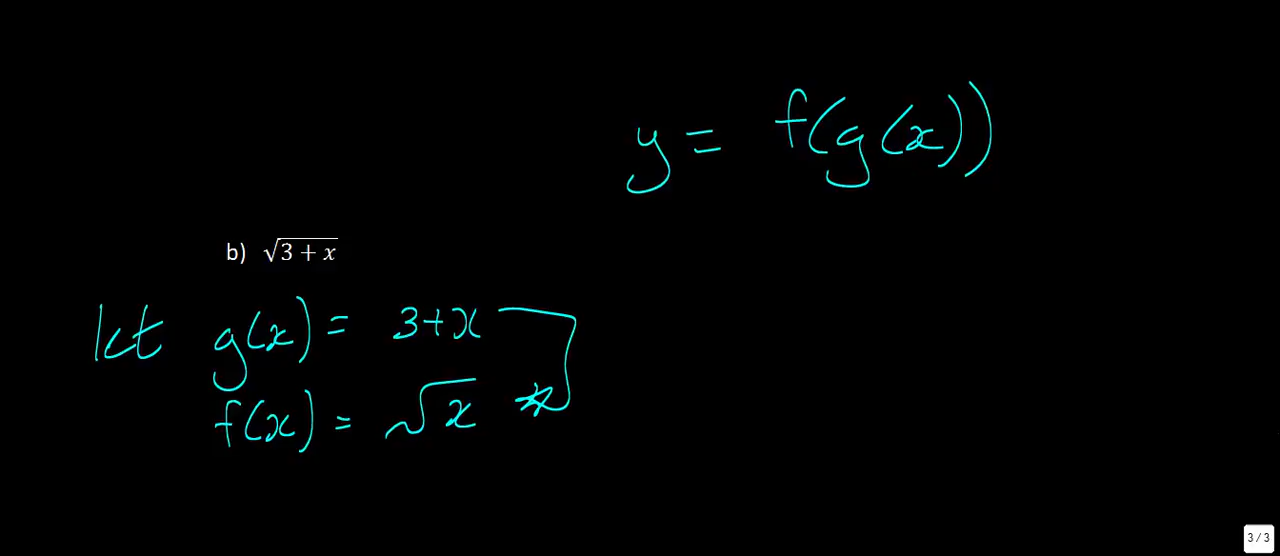 y = f(g(x))
b) √3 + x
let g(x) = 3+x
f(x) = √x
3 / 3